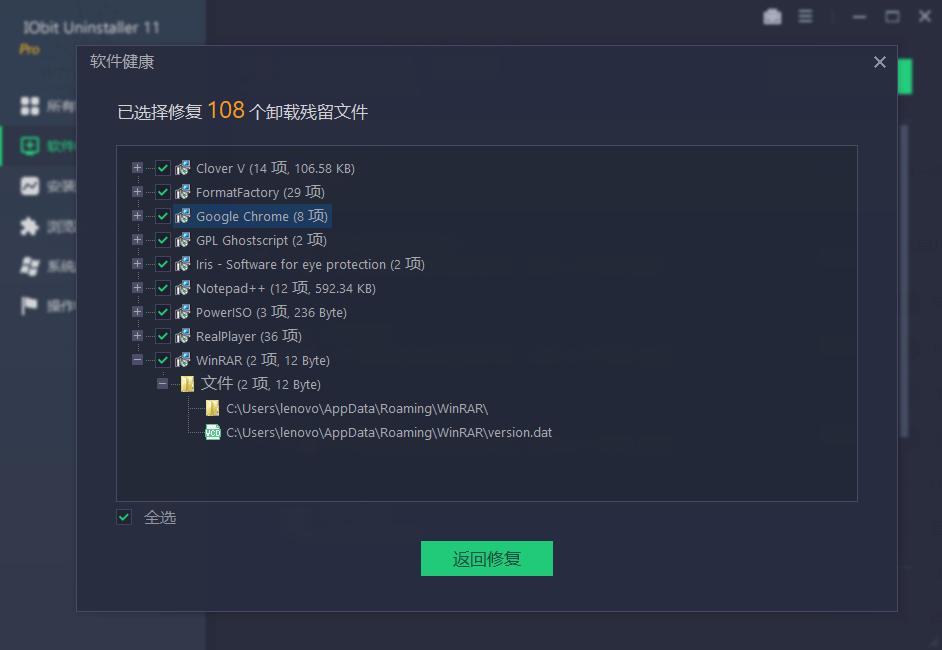 IObit Uninstaller 11
Pro
软件健康
已选择修复 108 个卸载残留文件
所有
软件
安装
浏览
系统
操作
Clover V (14 项, 106.58 KB)
FormatFactory (29 项)
Google Chrome (8 项)
GPL Ghostscript (2 项)
Iris - Software for eye protection (2 项)
Notepad++ (12 项, 592.34 KB)
PowerISO (3 项, 236 Byte)
RealPlayer (36 项)
WinRAR (2 项, 12 Byte)
文件 (2 项, 12 Byte)
C:\Users\lenovo\AppData\Roaming\WinRAR\
C:\Users\lenovo\AppData\Roaming\WinRAR\version.dat
全选
返回修复